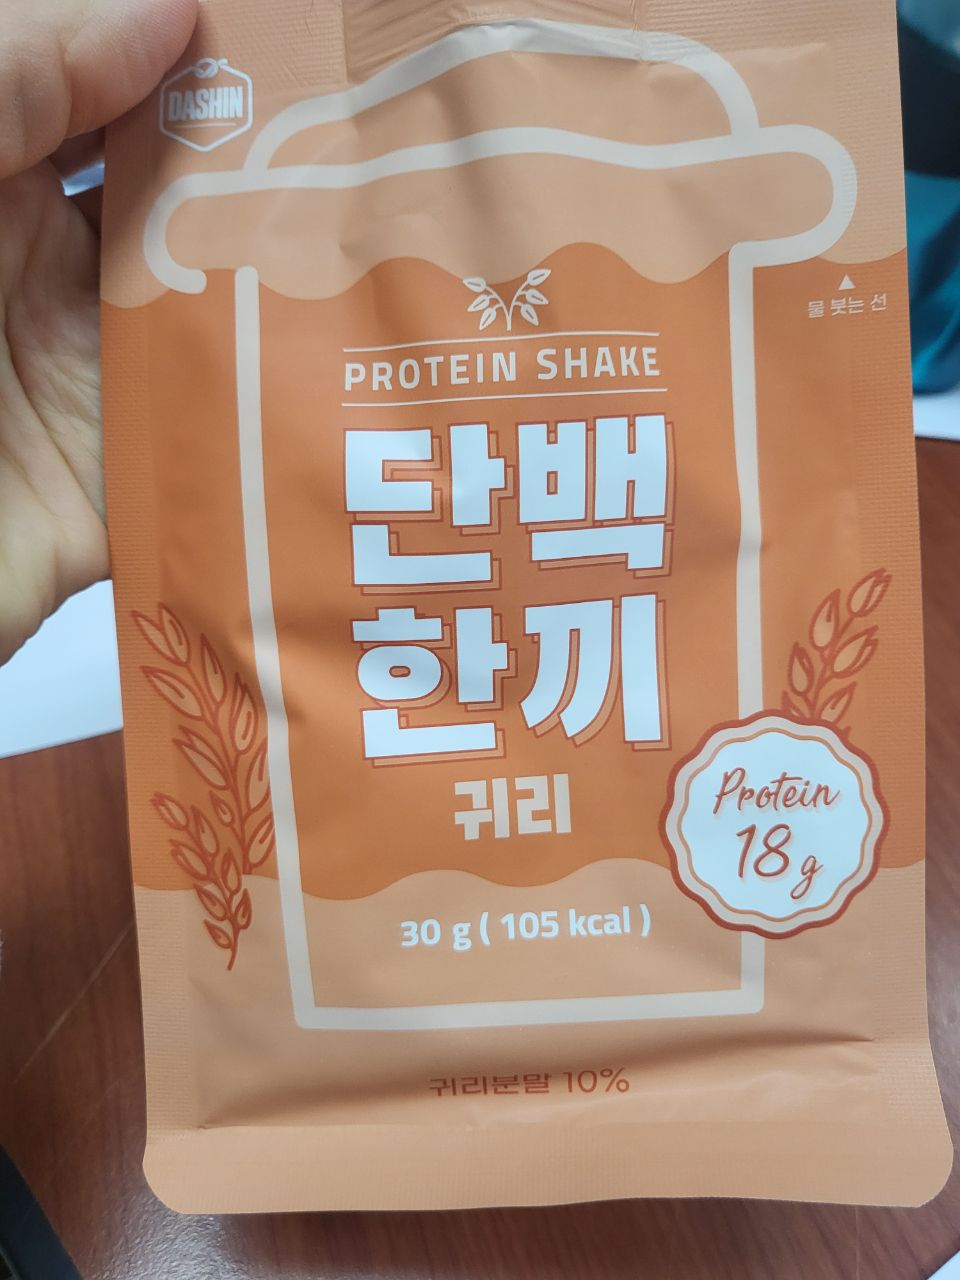 DASHIN
물 붓는 선
PROTEIN SHAKE
단백
한끼
귀리
Protein
18 g
30 g ( 105 kcal )
귀리분말 10%